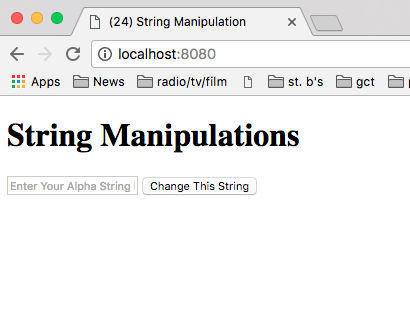 (24) String Manipulation
localhost:8080
Apps News radio/tv/film st. b's gct
String Manipulations
Enter Your Alpha String Change This String